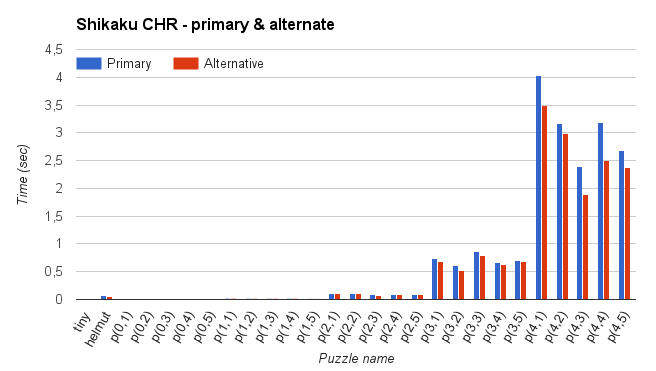 Shikaku CHR - primary & alternate
Primary
Alternative
4,5
4
3,5
3
2,5
2
1,5
1
0,5
0
Time (sec)
tiny
helmut
p(0,1)
p(0,2)
p(0,3)
p(0,4)
p(0,5)
p(1,1)
p(1,2)
p(1,3)
p(1,4)
p(1,5)
p(2,1)
p(2,2)
p(2,3)
p(2,4)
p(2,5)
p(3,1)
p(3,2)
p(3,3)
p(3,4)
p(3,5)
p(4,1)
p(4,2)
p(4,3)
p(4,4)
p(4,5)
Puzzle name